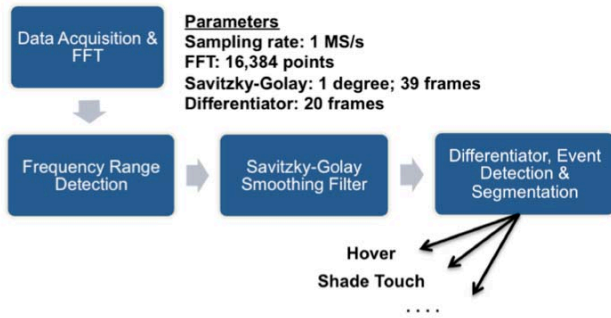 Data Acquisition &
FFT
Parameters
Sampling rate: 1 MS/s
FFT: 16,384 points
Savitzky-Golay: 1 degree; 39 frames
Differentiator: 20 frames
Frequency Range
Detection
Savitzky-Golay
Smoothing Filter
Differentiator, Event
Detection &
Segmentation
Hover
Shade Touch
. . . .